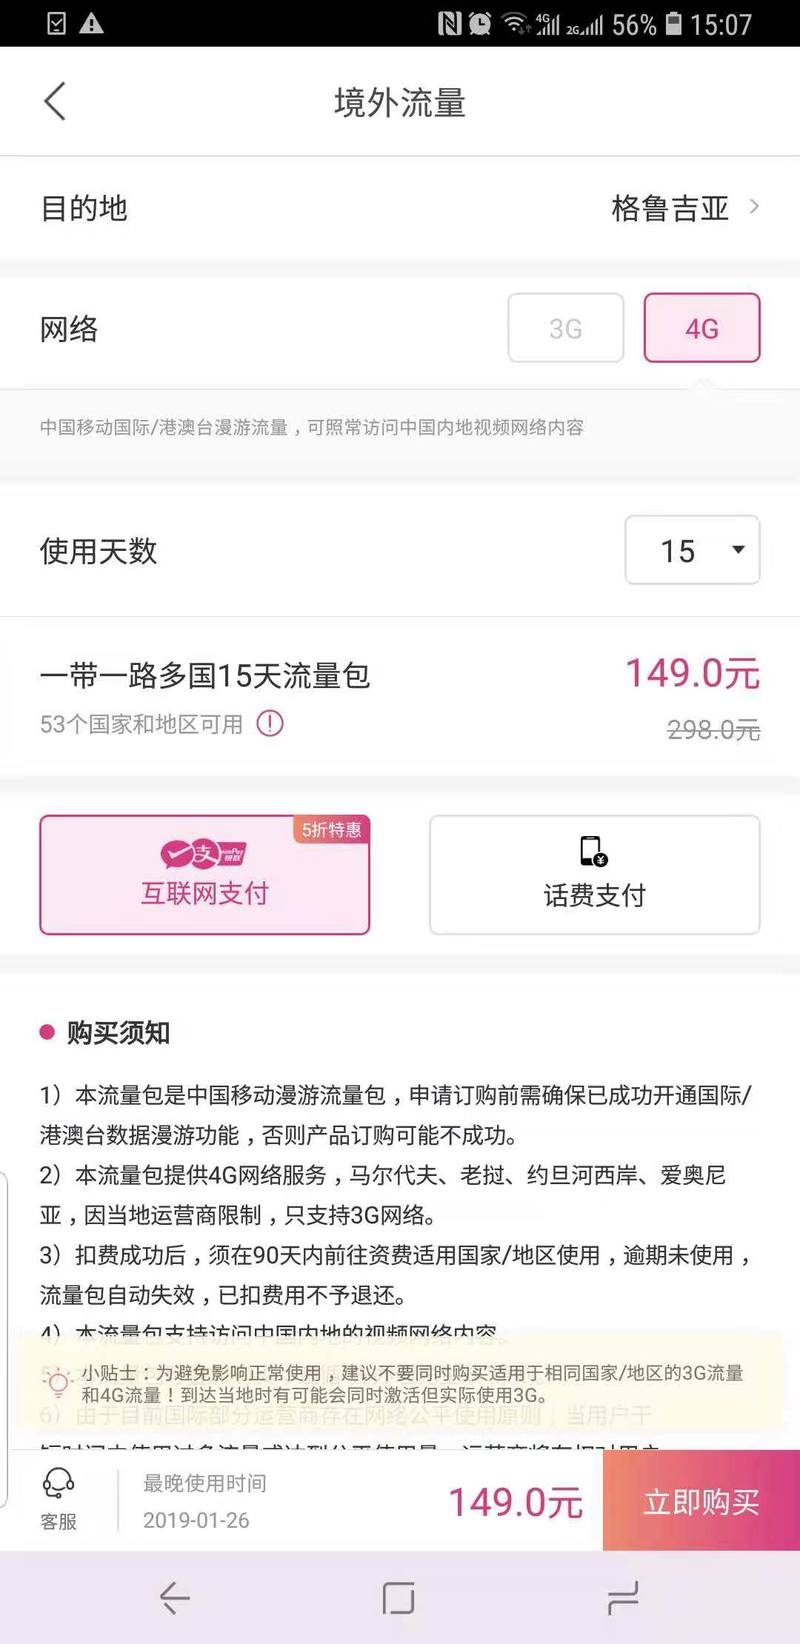 4G 2G 56% 15:07
境外流量
目的地 格鲁吉亚
网络 3G 4G
中国移动国际/港澳台漫游流量，可照常访问中国内地视频网络内容
使用天数 15
一带一路多国15天流量包 149.0元
53个国家和地区可用 298.0元
5折特惠
支
互联网支付 话费支付
购买须知
1）本流量包是中国移动漫游流量包，申请订购前需确保已成功开通国际/
港澳台数据漫游功能，否则产品订购可能不成功。
2）本流量包提供4G网络服务，马尔代夫、老挝、约旦河西岸、爱奥尼
亚，因当地运营商限制，只支持3G网络。
3）扣费成功后，须在90天内前往资费适用国家/地区使用，逾期未使用，
流量包自动失效，已扣费用不予退还。
4）本流量包支持访问中国内地的视频网络内容。
小贴士：为避免影响正常使用，建议不要同时购买适用于相同国家/地区的3G流量
和4G流量！到达当地时有可能会同时激活但实际使用3G。
6）由于目前国际部分运营商存在网络公平使用原则，当用户于
客服
最晚使用时间
2019-01-26
149.0元
立即购买